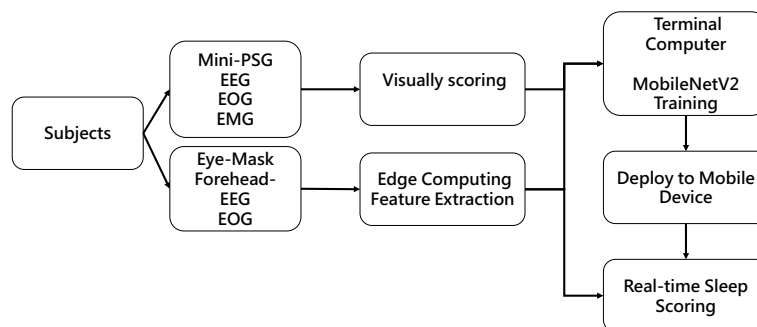 Subjects
Mini-PSG
EEG
EOG
EMG
Eye-Mask
Forehead-
EEG
EOG
Visually scoring
Edge Computing
Feature Extraction
Terminal
Computer
MobileNetV2
Training
Deploy to Mobile
Device
Real-time Sleep
Scoring